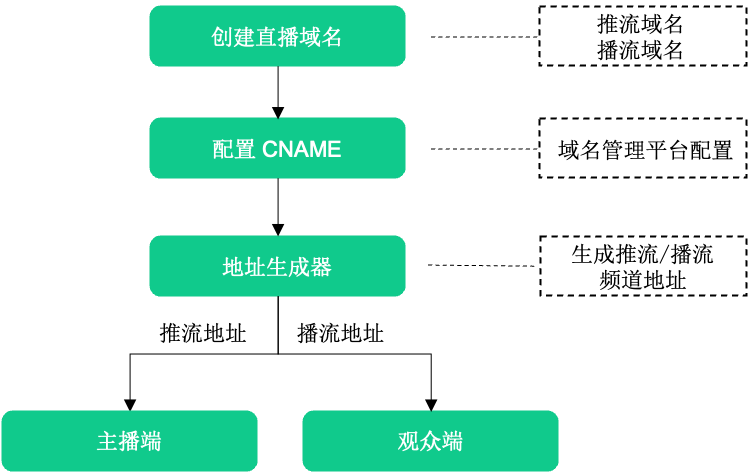 创建直播域名
推流域名
播流域名
配置 CNAME
域名管理平台配置
地址生成器
生成推流/播流
频道地址
推流地址
播流地址
主播端
观众端